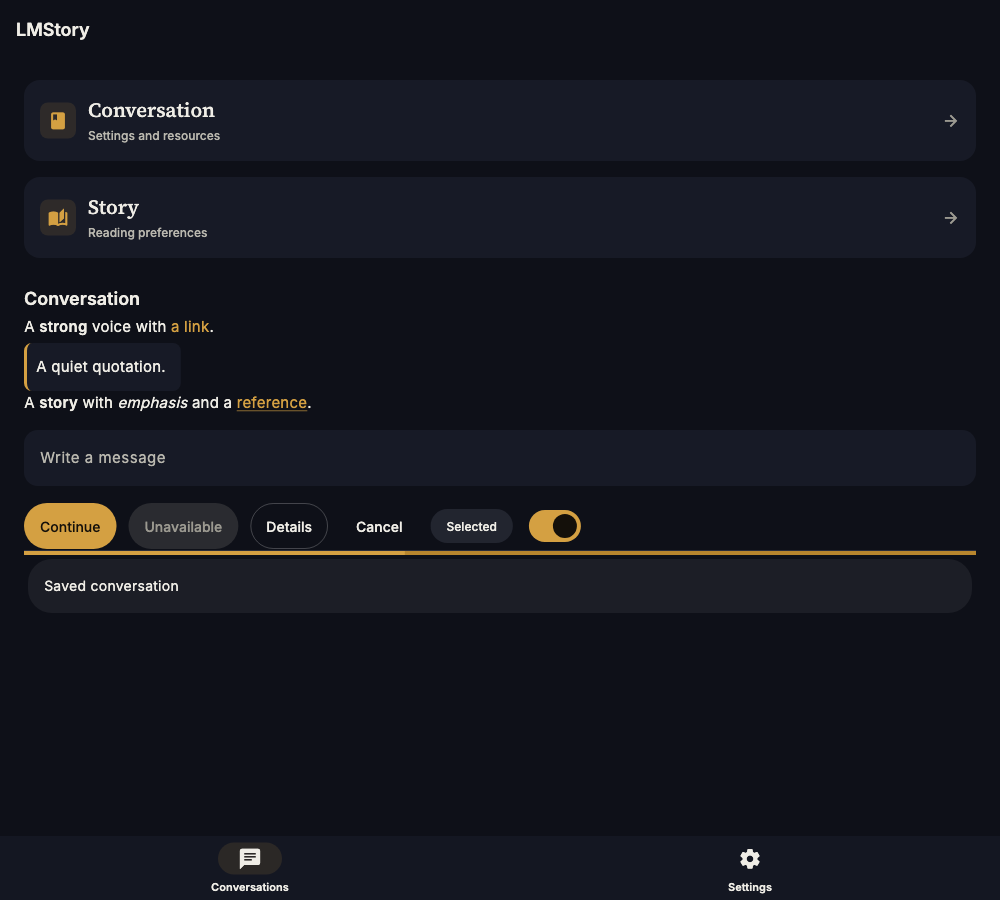 LMStory
Conversation
Settings and resources
Story
Reading preferences
Conversation
A strong voice with a link.
A quiet quotation.
A story with emphasis and a reference.
Write a message
Continue Unavailable Details Cancel Selected
Saved conversation
Conversations Settings